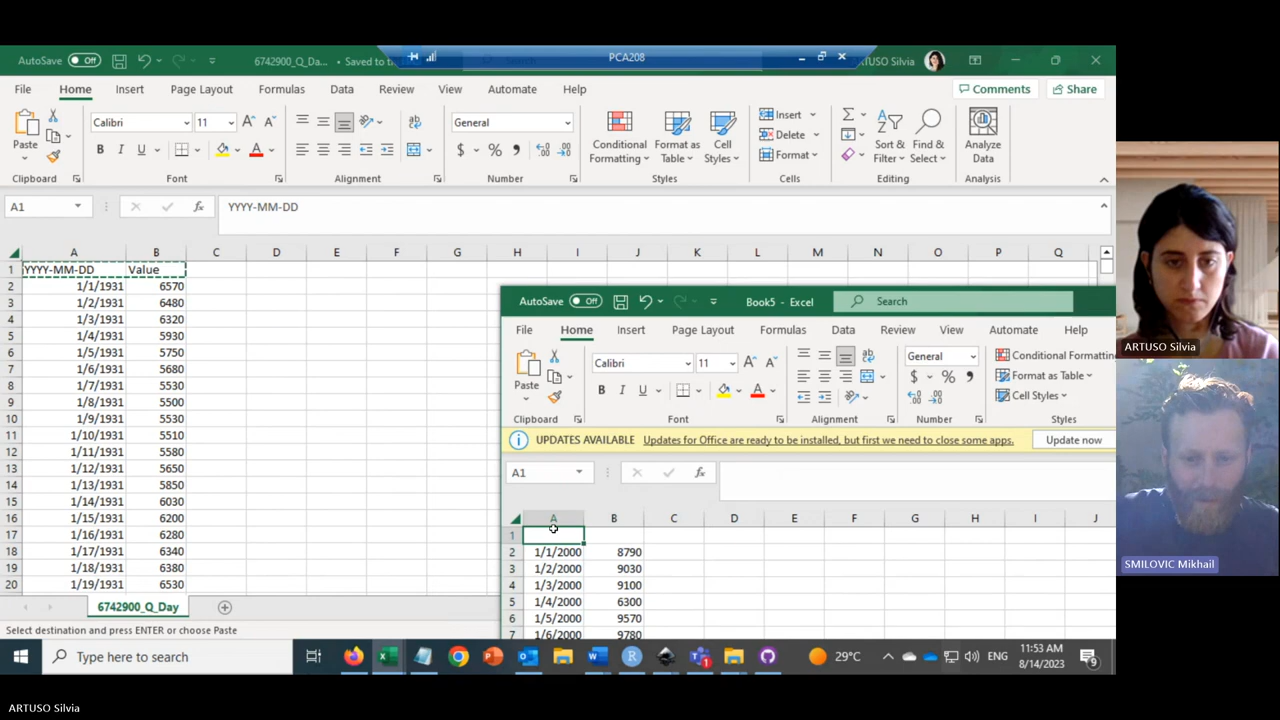 AutoSave Off 6742900_Q_Da... • Saved to PCA208 ARTUSO Silvia
File Home Insert Page Layout Formulas Data Review View Automate Help Comments Share
Paste Calibri 11 General Conditional Formatting Format as Table Cell Styles Insert Delete Format Sort & Filter Find & Select Analyze Data
B I U A $ %
Clipboard Font Alignment Number Styles Cells Editing Analysis
A1 fx YYYY-MM-DD
A B C D E F G H I J K L M N O P Q
1 YYYY-MM-DD Value
2 1/1/1931 6570
3 1/2/1931 6480
4 1/3/1931 6320
5 1/4/1931 5930
6 1/5/1931 5750
7 1/6/1931 5680
8 1/7/1931 5530
9 1/8/1931 5500
10 1/9/1931 5530
11 1/10/1931 5510
12 1/11/1931 5580
13 1/12/1931 5650
14 1/13/1931 5850
15 1/14/1931 6030
16 1/15/1931 6200
17 1/16/1931 6280
18 1/17/1931 6340
19 1/18/1931 6380
20 1/19/1931 6530
6742900_Q_Day
Select destination and press ENTER or choose Paste
AutoSave Off Book5 - Excel Search
File Home Insert Page Layout Formulas Data Review View Automate Help
Paste Calibri 11 General Conditional Formatting
B I U A $ % Format as Table
Cell Styles
Clipboard Font Alignment Number Styles
UPDATES AVAILABLE Updates for Office are ready to be installed, but first we need to close some apps. Update now
A1 fx
A B C D E F G H I J
1
2 1/1/2000 8790
3 1/2/2000 9030
4 1/3/2000 9100
5 1/4/2000 6300
6 1/5/2000 9570
7 1/6/2000 9780
Type here to search 29°C ENG 11:53 AM
8/14/2023
ARTUSO Silvia
SMILOVIC Mikhail
ARTUSO Silvia